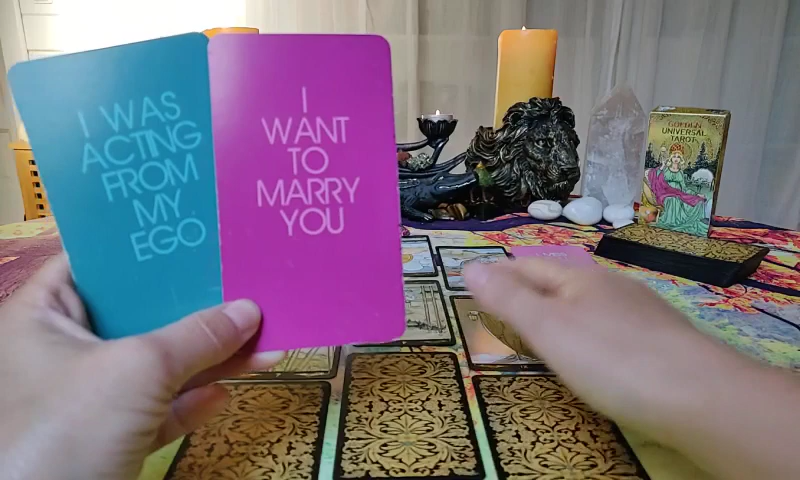 I WAS
ACTING
FROM
MY
EGO
I
WANT
TO
MARRY
YOU
GOLDEN
UNIVERSAL
TAROT